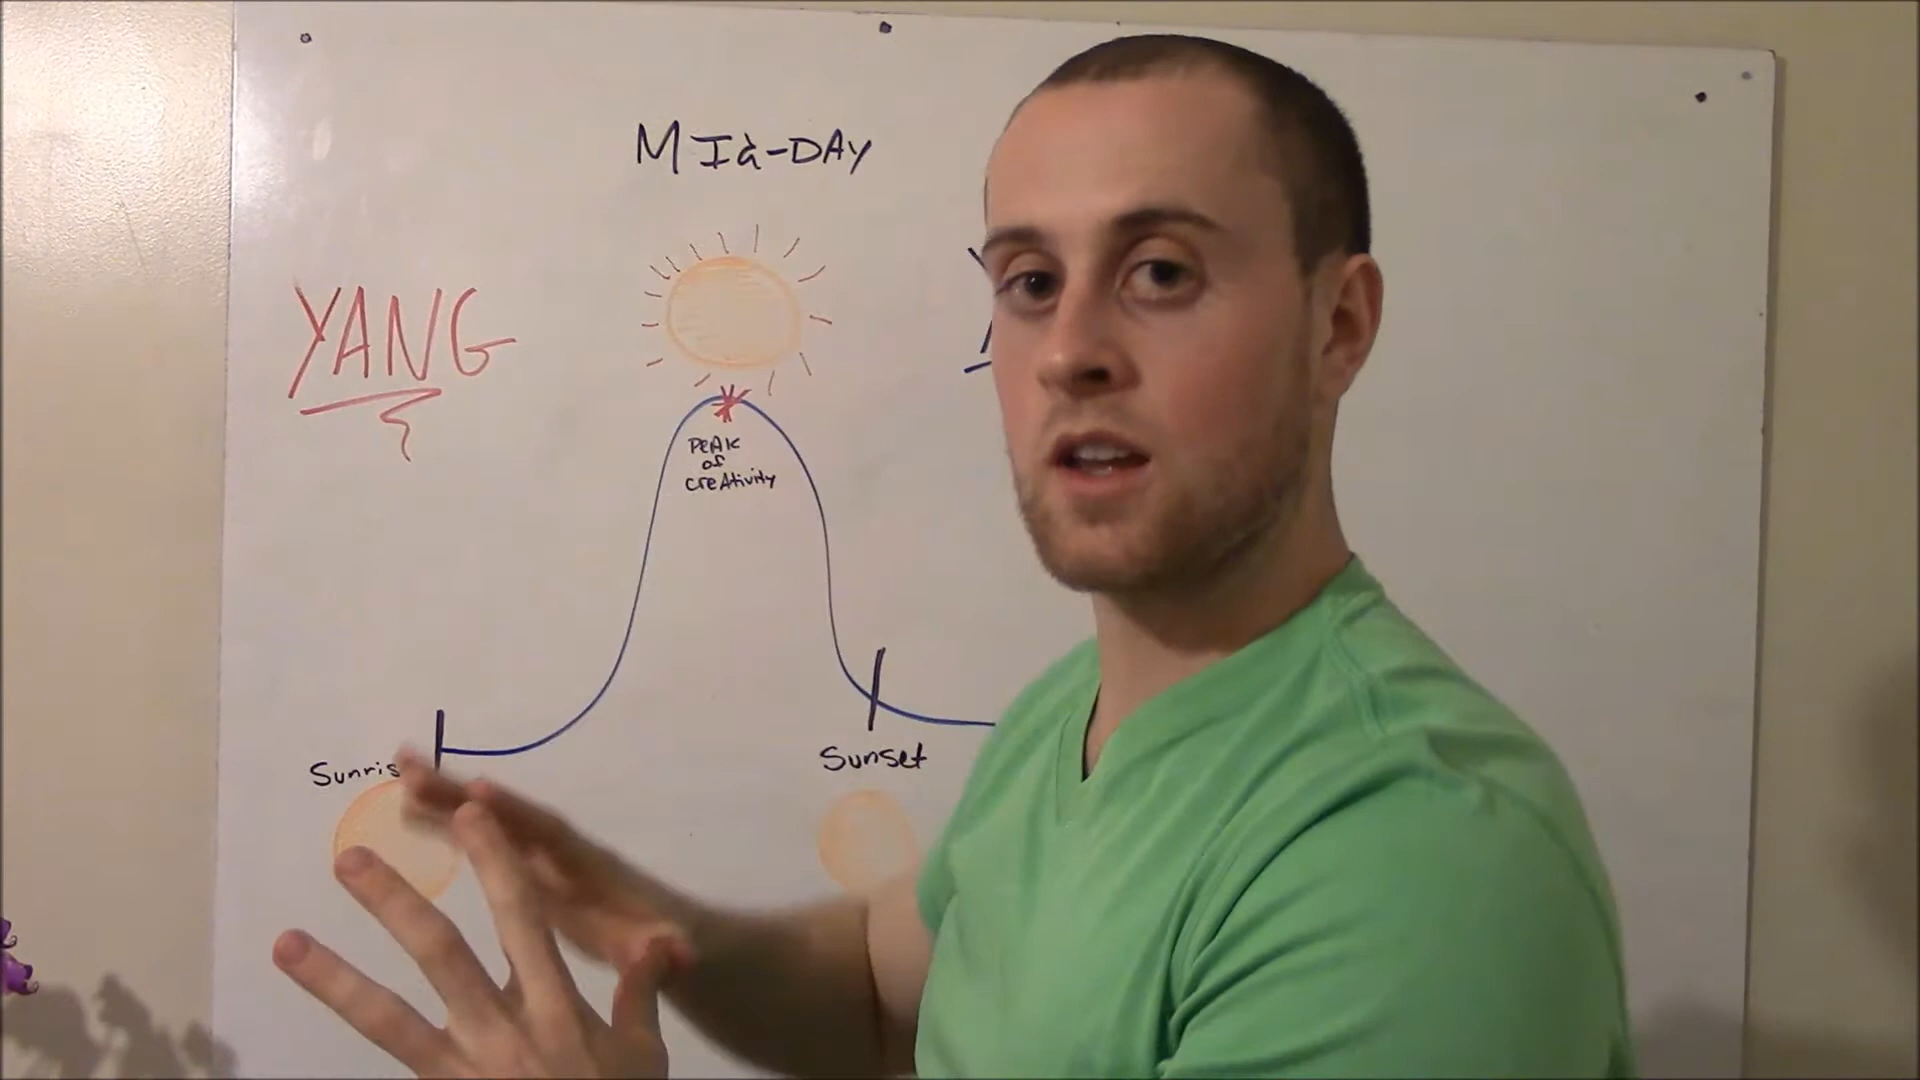 MId-DAY
YANG
PeAK
of
creAtivity
Sunset